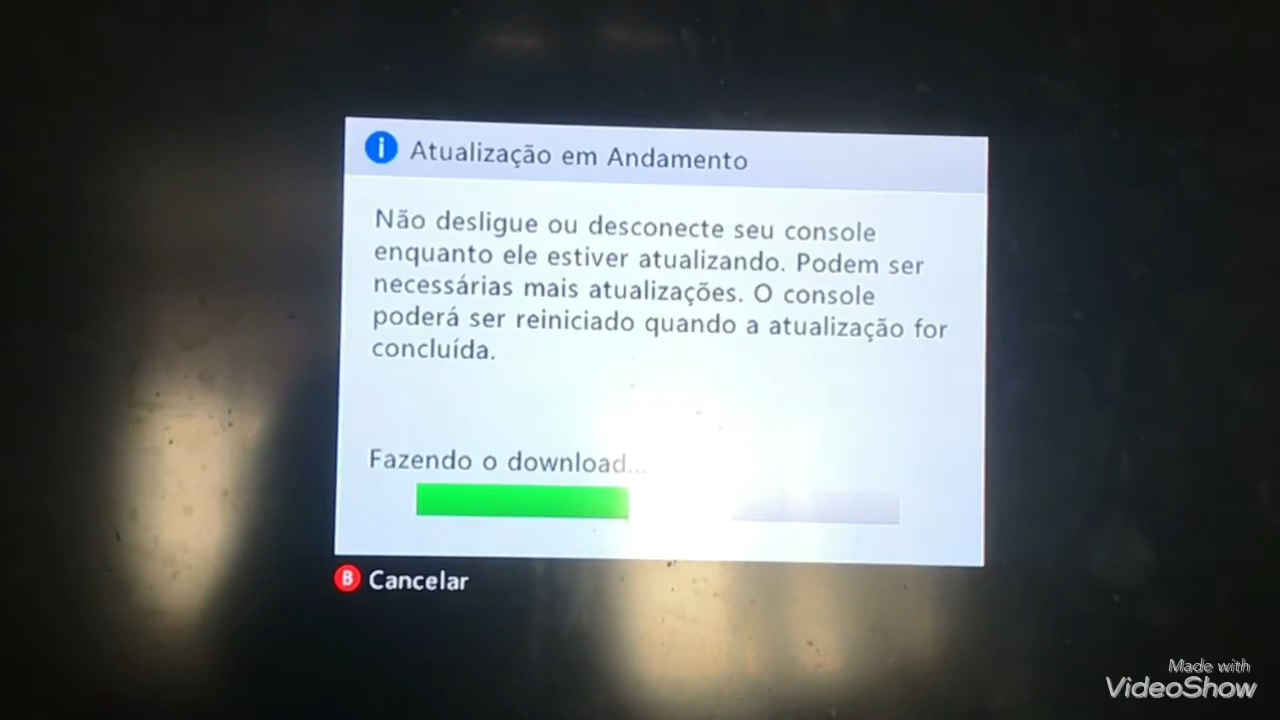 i Atualização em Andamento
Não desligue ou desconecte seu console
enquanto ele estiver atualizando. Podem ser
necessárias mais atualizações. O console
poderá ser reiniciado quando a atualização for
concluída.
Fazendo o download...
B Cancelar
Made with
VideoShow